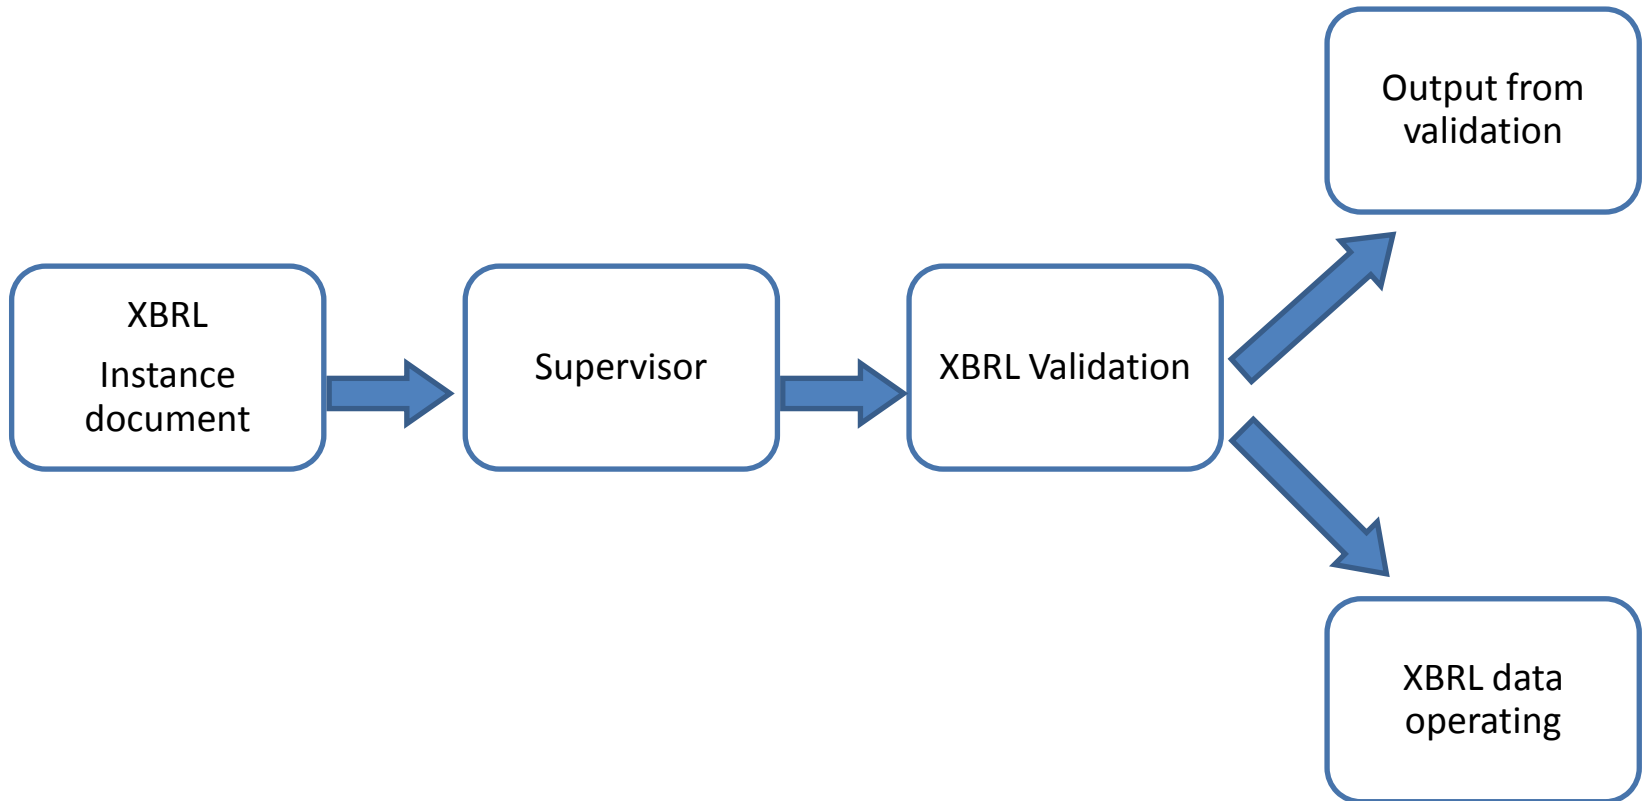 XBRL
Instance
document
Supervisor
XBRL Validation
Output from
validation
XBRL data
operating